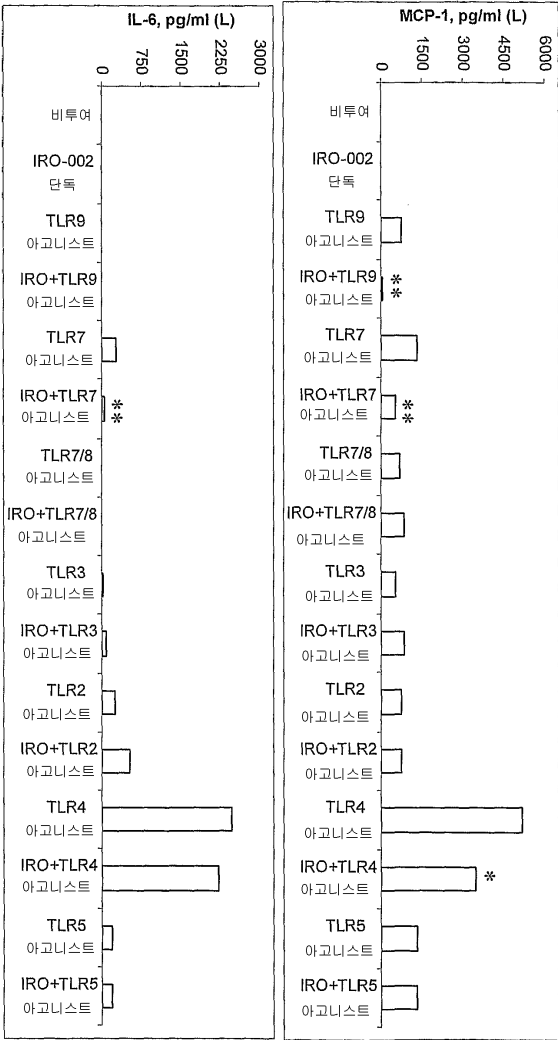 IL-6, pg/ml (L)
0
750
1500
2250
3000
비투여
IRO-002
단독
TLR9
아고니스트
IRO+TLR9
아고니스트
TLR7
아고니스트
IRO+TLR7
아고니스트
**
TLR7/8
아고니스트
IRO+TLR7/8
아고니스트
TLR3
아고니스트
IRO+TLR3
아고니스트
TLR2
아고니스트
IRO+TLR2
아고니스트
TLR4
아고니스트
IRO+TLR4
아고니스트
TLR5
아고니스트
IRO+TLR5
아고니스트
MCP-1, pg/ml (L)
0
1500
3000
4500
6000
비투여
IRO-002
단독
TLR9
아고니스트
IRO+TLR9
아고니스트
**
TLR7
아고니스트
IRO+TLR7
아고니스트
**
TLR7/8
아고니스트
IRO+TLR7/8
아고니스트
TLR3
아고니스트
IRO+TLR3
아고니스트
TLR2
아고니스트
IRO+TLR2
아고니스트
TLR4
아고니스트
IRO+TLR4
아고니스트
*
TLR5
아고니스트
IRO+TLR5
아고니스트